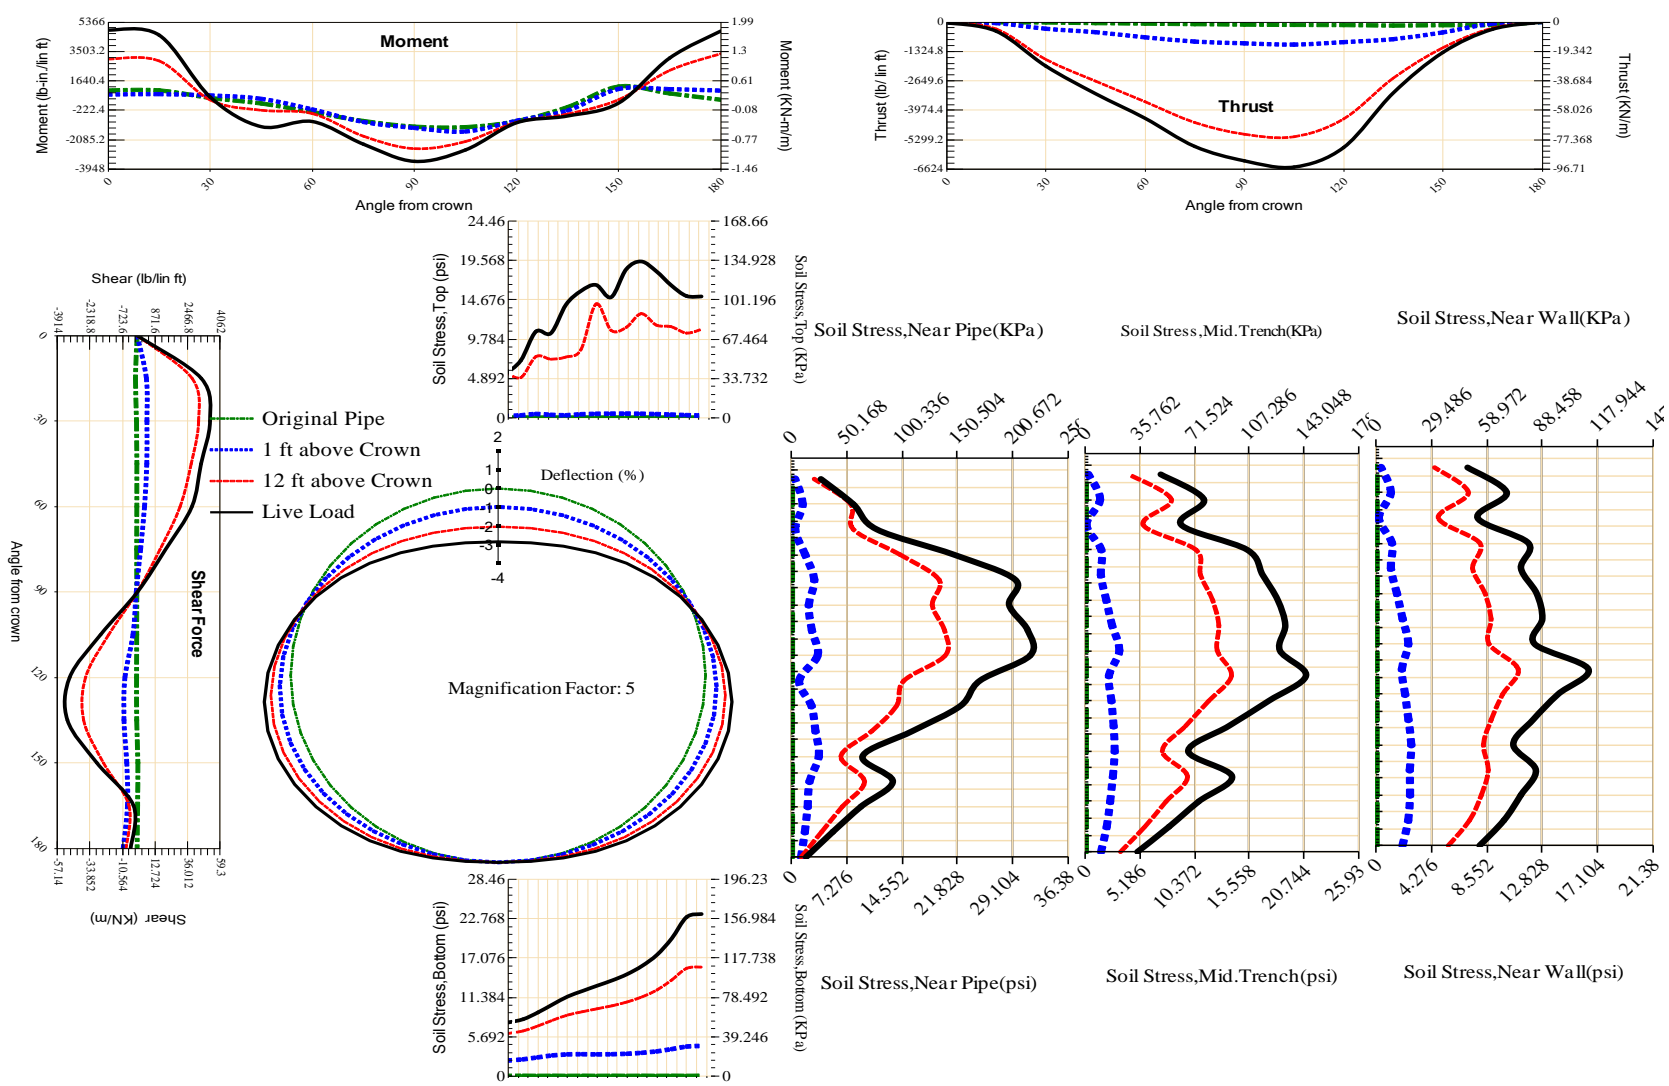 Moment
Moment (lb-in./lin ft)
5366
3503.2
1640.4
-222.4
-2085.2
-3948
1.99
1.3
0.61
-0.08
-0.77
-1.46
Moment (KN-m/m)
0 30 60 90 120 150 180
Angle from crown
Thrust
Thrust (lb/ lin ft)
0
-1324.8
-2649.6
-3974.4
-5299.2
-6624
0
-19.342
-38.684
-58.026
-77.368
-96.71
Thrust (KN/m)
0 30 60 90 120 150 180
Angle from crown
Soil Stress,Top (psi)
24.46
19.568
14.676
9.784
4.892
0
168.66
134.928
101.196
67.464
33.732
0
Soil Stress,Top (KPa)
Shear (lb/lin ft)
-3914 -2318.8 -723.6 871.6 2466.8 4062
0
30
60
90
120
150
180
Angle from crown
Shear Force
-57.14 -33.852 -10.564 12.724 36.012 59.3
Shear (KN/m)
Original Pipe
1 ft above Crown
12 ft above Crown
Live Load
2
1
0
-1
-2
-3
-4
Deflection (%)
Magnification Factor: 5
Soil Stress,Bottom (psi)
28.46
22.768
17.076
11.384
5.692
0
196.23
156.984
117.738
78.492
39.246
0
Soil Stress,Bottom (KPa)
Soil Stress,Near Pipe(KPa)
0 50.168 100.336 150.504 200.672 25
0 7.276 14.552 21.828 29.104 36.38
Soil Stress,Near Pipe(psi)
Soil Stress,Mid.Trench(KPa)
0 35.762 71.524 107.286 143.048 17
0 5.186 10.372 15.558 20.744 25.93
Soil Stress,Mid.Trench(psi)
Soil Stress,Near Wall(KPa)
0 29.486 58.972 88.458 117.944 14
0 4.276 8.552 12.828 17.104 21.38
Soil Stress,Near Wall(psi)